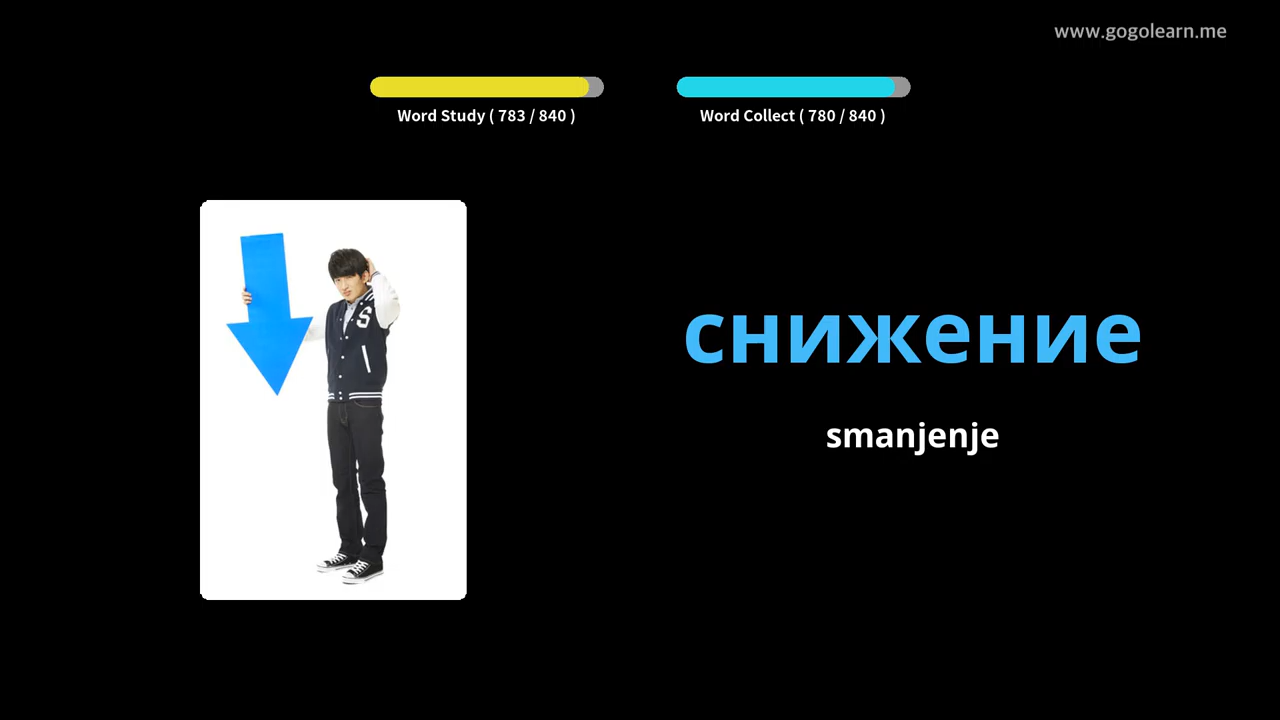 www.gogolearn.me
Word Study ( 783 / 840 )
Word Collect ( 780 / 840 )
S
снижение
smanjenje